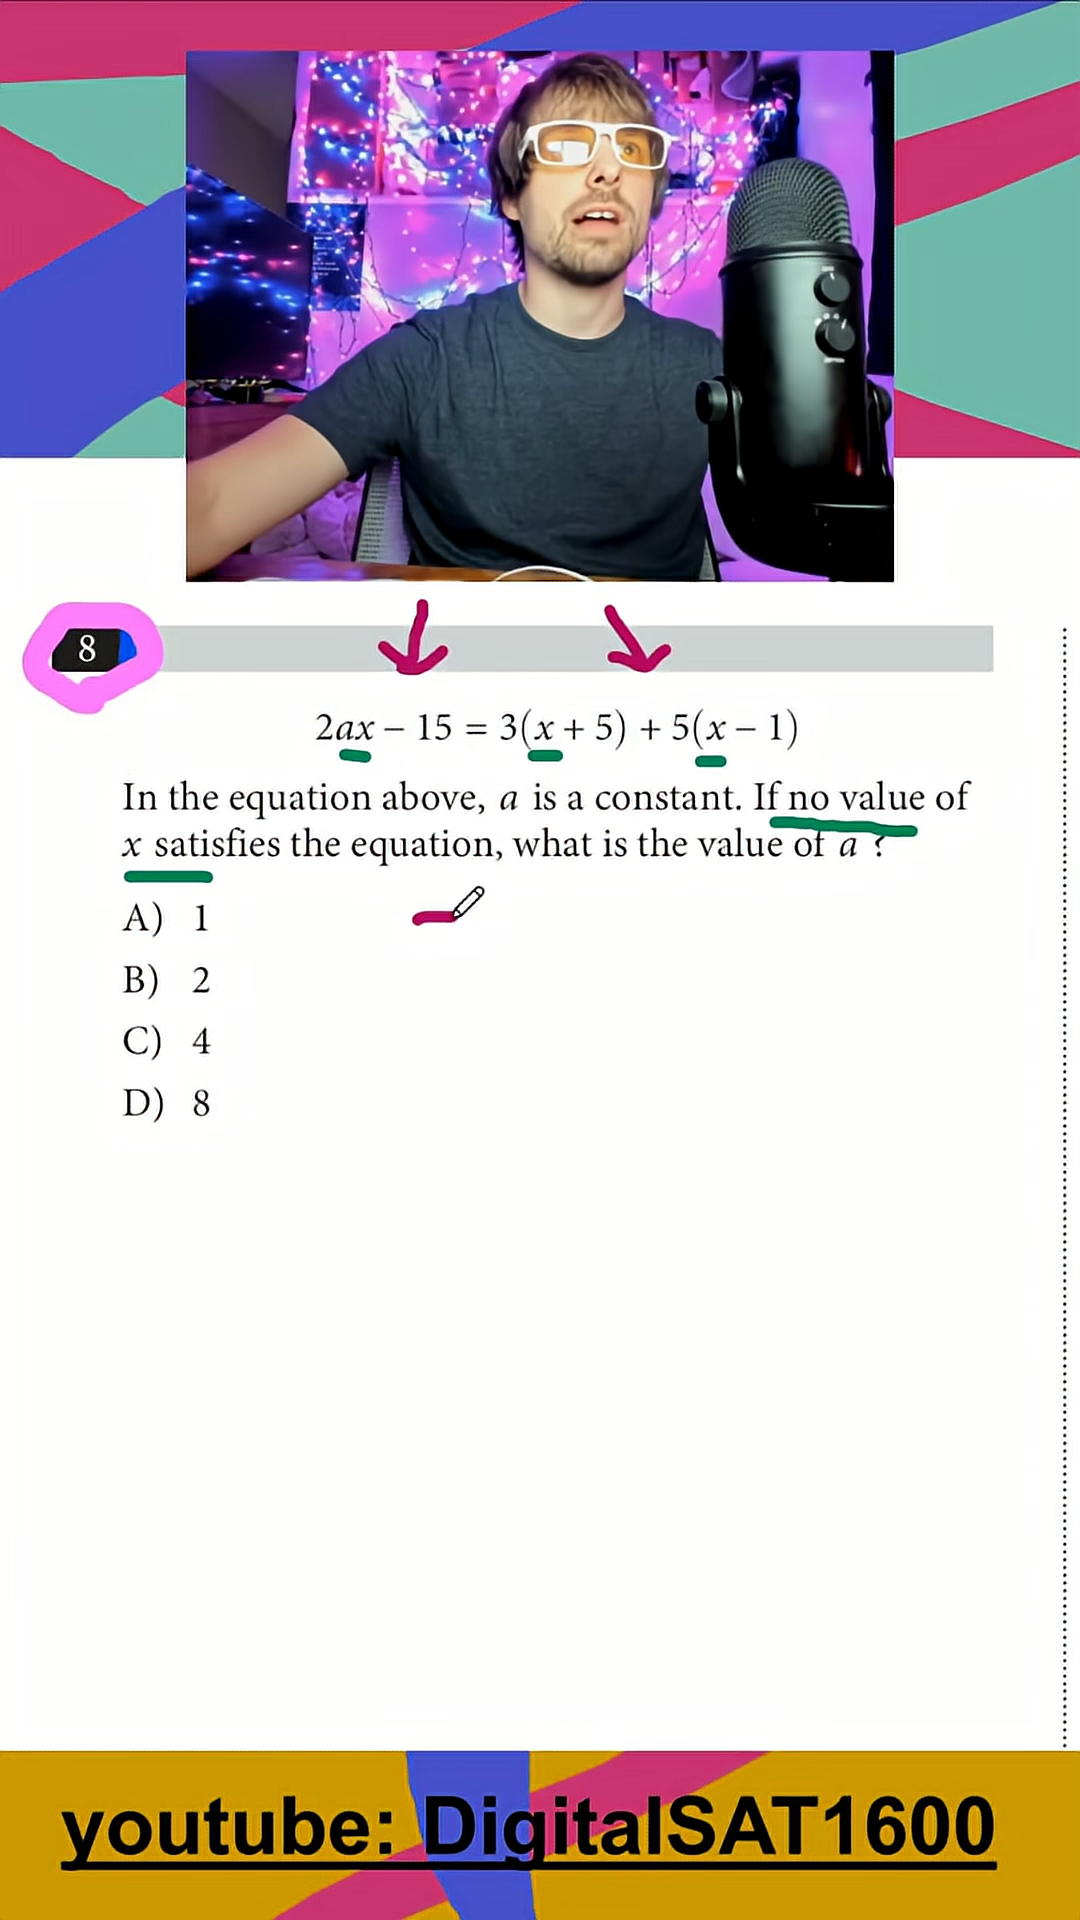 8
2ax – 15 = 3(x + 5) + 5(x – 1)
In the equation above, a is a constant. If no value of
x satisfies the equation, what is the value of a ?
A) 1
B) 2
C) 4
D) 8
youtube: DigitalSAT1600